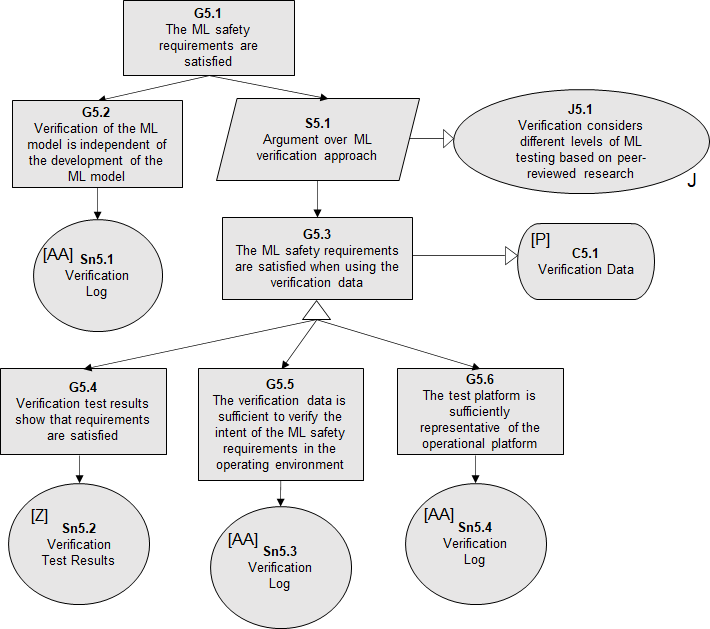 G5.1
The ML safety
requirements are
satisfied
G5.2
Verification of the ML
model is independent
of the development of the
ML model
S5.1
Argument over ML
verification approach
J5.1
Verification considers
different levels of ML
testing based on peer-
reviewed research
J
[AA]
Sn5.1
Verification
Log
G5.3
The ML safety requirements
are satisfied when using the
verification data
[P]
C5.1
Verification Data
G5.4
Verification test results
show that requirements
are satisfied
G5.5
The verification data is
sufficient to verify the
intent of the ML safety
requirements in the
operating environment
G5.6
The test platform is
sufficiently
representative of the
operational platform
[Z]
Sn5.2
Verification
Test Results
[AA]
Sn5.3
Verification
Log
[AA]
Sn5.4
Verification
Log